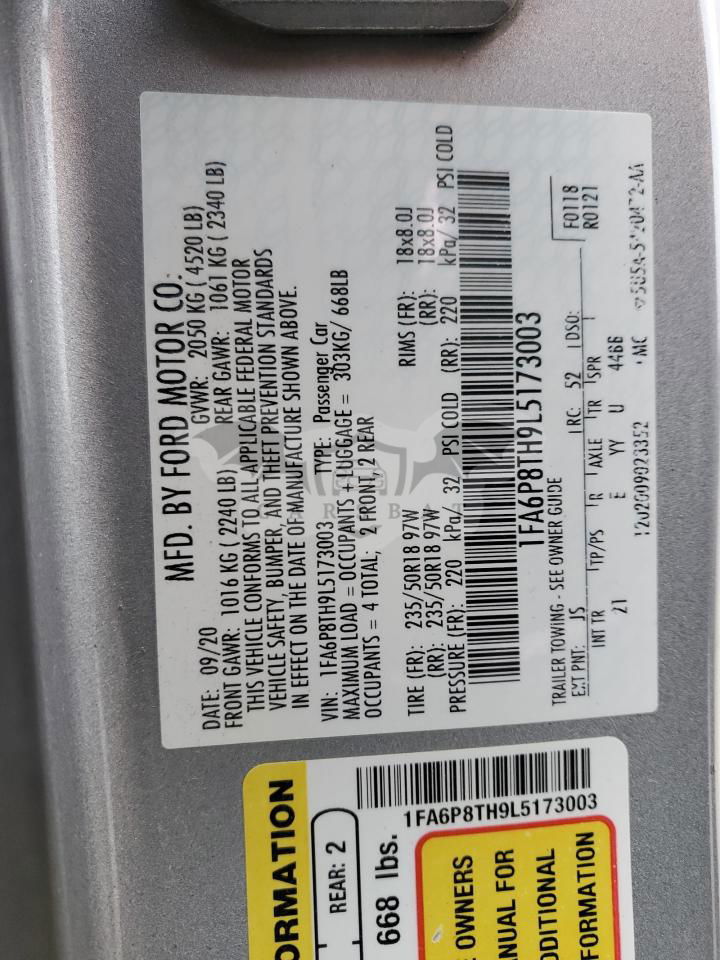 MFD. BY FORD MOTOR CO.
DATE: 09/20 GVWR: 2050 KG ( 4520 LB)
FRONT GAWR: 1016 KG ( 2240 LB) REAR GAWR: 1061 KG ( 2340 LB)
THIS VEHICLE CONFORMS TO ALL APPLICABLE FEDERAL MOTOR
VEHICLE SAFETY, BUMPER, AND THEFT PREVENTION STANDARDS
IN EFFECT ON THE DATE OF MANUFACTURE SHOWN ABOVE.
VIN: 1FA6P8TH9L5173003 TYPE: Passenger Car
MAXIMUM LOAD = OCCUPANTS + LUGGAGE = 303KG/ 668LB
OCCUPANTS = 4 TOTAL; 2 FRONT, 2 REAR
TIRE (FR): 235/50R18 97W RIMS (FR): 18x8.0J
(RR): 235/50R18 97W (RR): 18x8.0J
PRESSURE (FR): 220 kPa/ 32 PSI COLD (RR): 220 kPa/ 32 PSI COLD
1FA6P8TH9L5173003
TRAILER TOWING - SEE OWNER GUIDE
F0118
R0121
EXT PNT: JS RC: 52 DSO:
INT TR TP/PS R AXLE TR SPR
21 E YY U 4466
CARBAT
ORMATION
REAR: 2
668 lbs.
1FA6P8TH9L5173003
OWNERS
ANUAL FOR
DDITIONAL
FORMATION